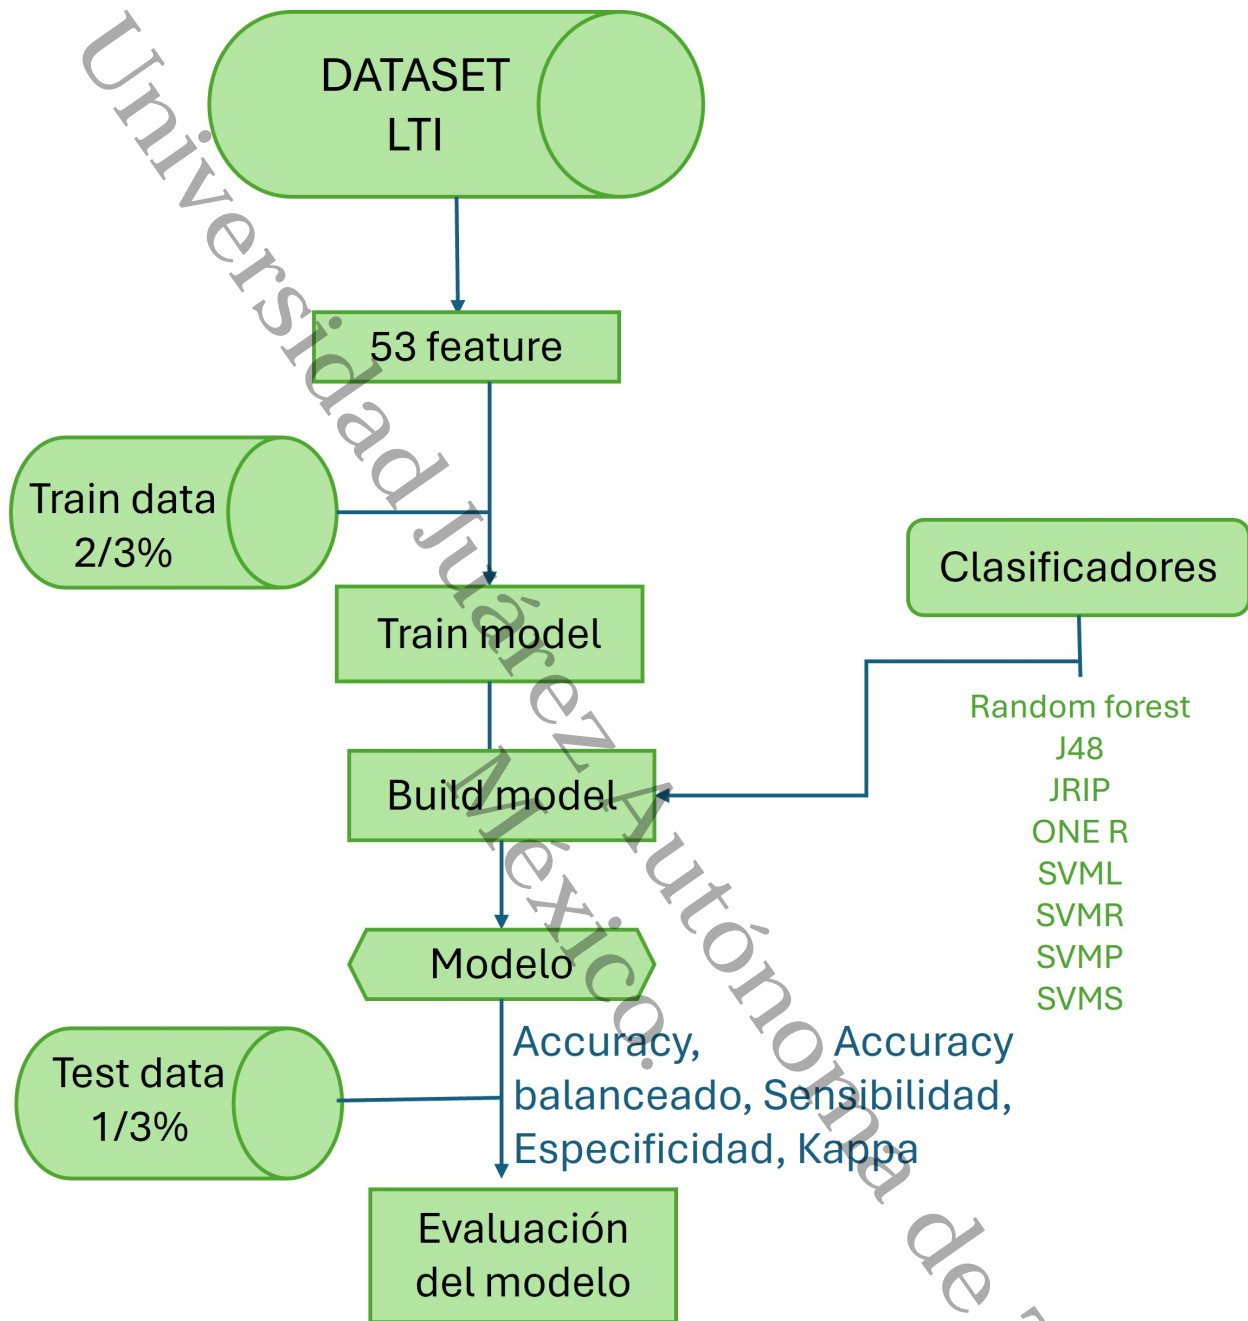 DATASET
LTI
53 feature
Train data
2/3%
Train model
Clasificadores
Random forest
J48
JRIP
ONE R
SVML
SVMR
SVMP
SVMS
Build model
Modelo
Test data
1/3%
Accuracy, Accuracy
balanceado, Sensibilidad,
Especificidad, Kappa
Evaluación
del modelo
Universidad Juárez Autónoma de
México.